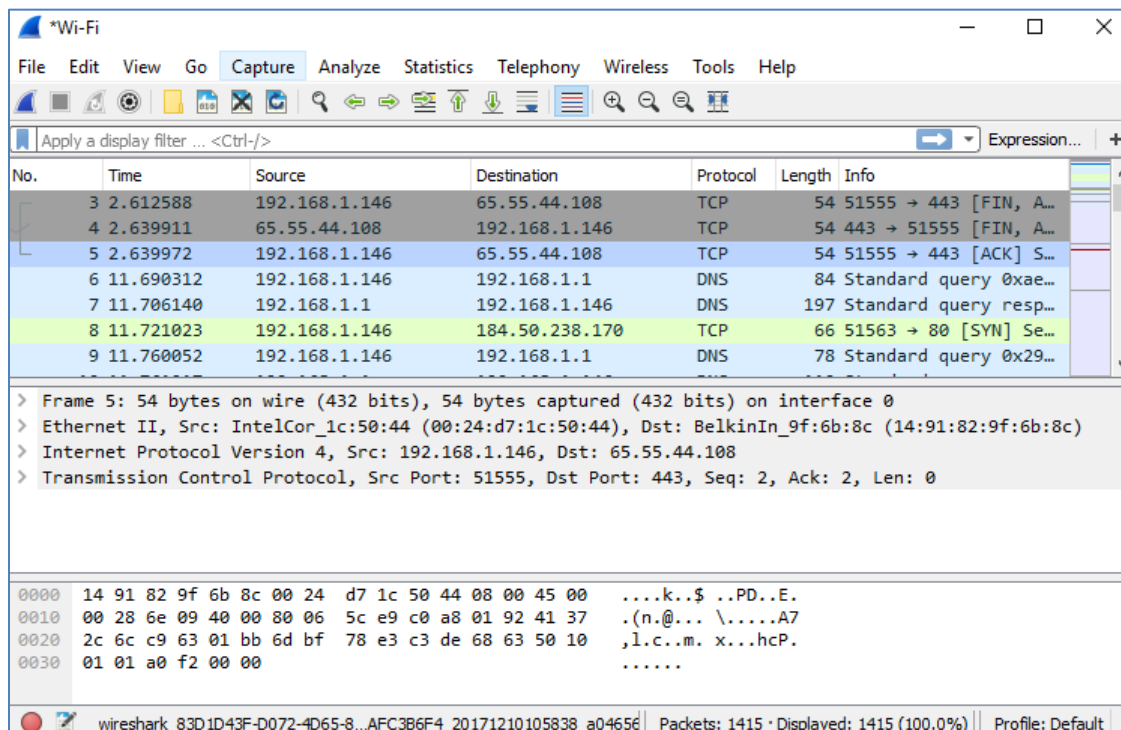 *Wi-Fi
File Edit View Go Capture Analyze Statistics Telephony Wireless Tools Help
Apply a display filter ... <Ctrl-/> Expression... +
No. Time Source Destination Protocol Length Info
3 2.612588 192.168.1.146 65.55.44.108 TCP 54 51555 → 443 [FIN, A…
4 2.639911 65.55.44.108 192.168.1.146 TCP 54 443 → 51555 [FIN, A…
5 2.639972 192.168.1.146 65.55.44.108 TCP 54 51555 → 443 [ACK] S…
6 11.690312 192.168.1.146 192.168.1.1 DNS 84 Standard query 0xae…
7 11.706140 192.168.1.1 192.168.1.146 DNS 197 Standard query resp…
8 11.721023 192.168.1.146 184.50.238.170 TCP 66 51563 → 80 [SYN] Se…
9 11.760052 192.168.1.146 192.168.1.1 DNS 78 Standard query 0x29…
> Frame 5: 54 bytes on wire (432 bits), 54 bytes captured (432 bits) on interface 0
> Ethernet II, Src: IntelCor_1c:50:44 (00:24:d7:1c:50:44), Dst: BelkinIn_9f:6b:8c (14:91:82:9f:6b:8c)
> Internet Protocol Version 4, Src: 192.168.1.146, Dst: 65.55.44.108
> Transmission Control Protocol, Src Port: 51555, Dst Port: 443, Seq: 2, Ack: 2, Len: 0
0000 14 91 82 9f 6b 8c 00 24 d7 1c 50 44 08 00 45 00 ....k..$ ..PD..E.
0010 00 28 6e 09 40 00 80 06 5c e9 c0 a8 01 92 41 37 .(n.@... \.....A7
0020 2c 6c c9 63 01 bb 6d bf 78 e3 c3 de 68 63 50 10 ,l.c..m. x...hcP.
0030 01 01 a0 f2 00 00 ......
wireshark_83D1D43F-D072-4D65-8…AFC3B6F4_20171210105838_a04656 Packets: 1415 · Displayed: 1415 (100.0%) Profile: Default